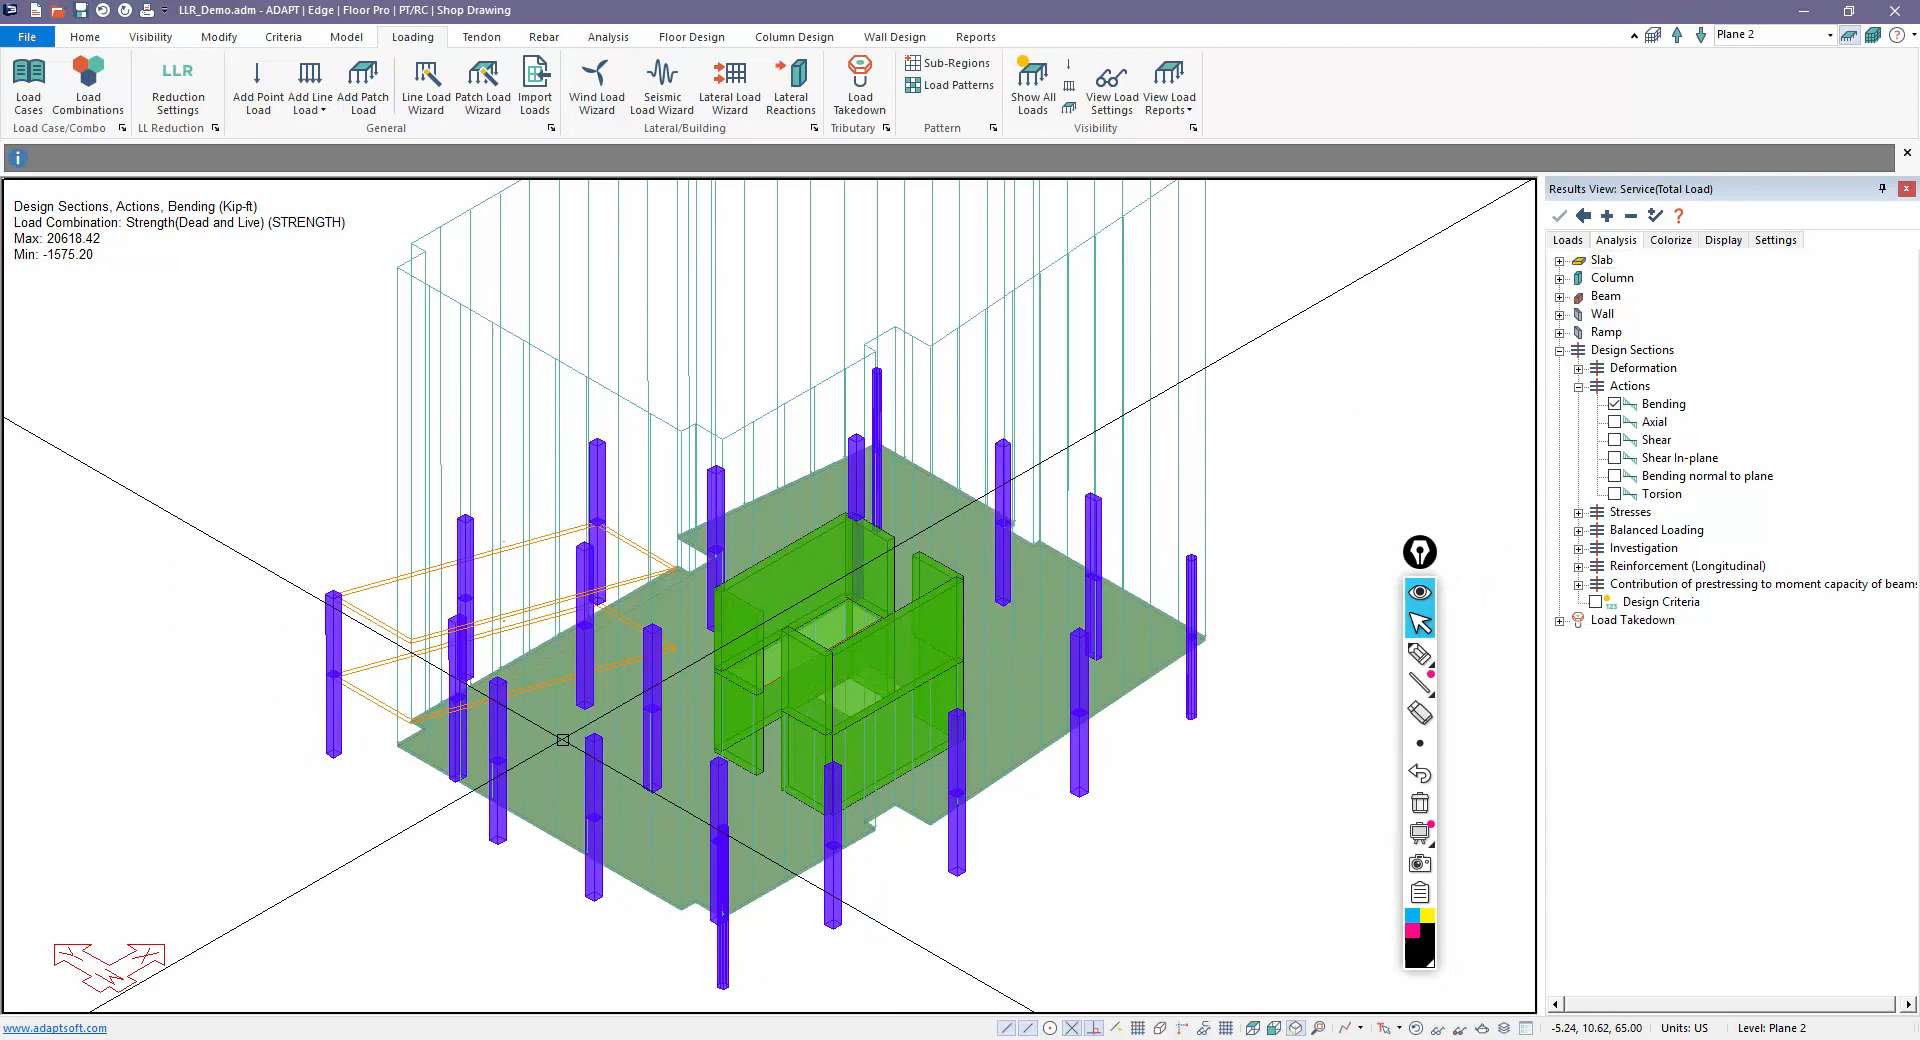 LLR_Demo.adm - ADAPT | Edge | Floor Pro | PT/RC | Shop Drawing
File Home Visibility Modify Criteria Model Loading Tendon Rebar Analysis Floor Design Column Design Wall Design Reports
Plane 2
Load Cases
Load Combinations
Load Case/Combo
LLR
Reduction Settings
LL Reduction
Add Point Load
Add Line Load
Add Patch Load
Line Load Wizard
Patch Load Wizard
Import Loads
General
Wind Load Wizard
Seismic Load Wizard
Lateral Load Wizard
Lateral Reactions
Lateral/Building
Load Takedown
Tributary
Sub-Regions
Load Patterns
Pattern
Show All Loads
View Load Settings
View Load Reports
Visibility
Design Sections, Actions, Bending (Kip-ft)
Load Combination: Strength(Dead and Live) (STRENGTH)
Max: 20618.42
Min: -1575.20
Results View: Service(Total Load)
Loads Analysis Colorize Display Settings
Slab
Column
Beam
Wall
Ramp
Design Sections
Deformation
Actions
Bending
Axial
Shear
Shear In-plane
Bending normal to plane
Torsion
Stresses
Balanced Loading
Investigation
Reinforcement (Longitudinal)
Contribution of prestressing to moment capacity of beams
Design Criteria
Load Takedown
www.adaptsoft.com
-5.24, 10.62, 65.00 Units: US Level: Plane 2